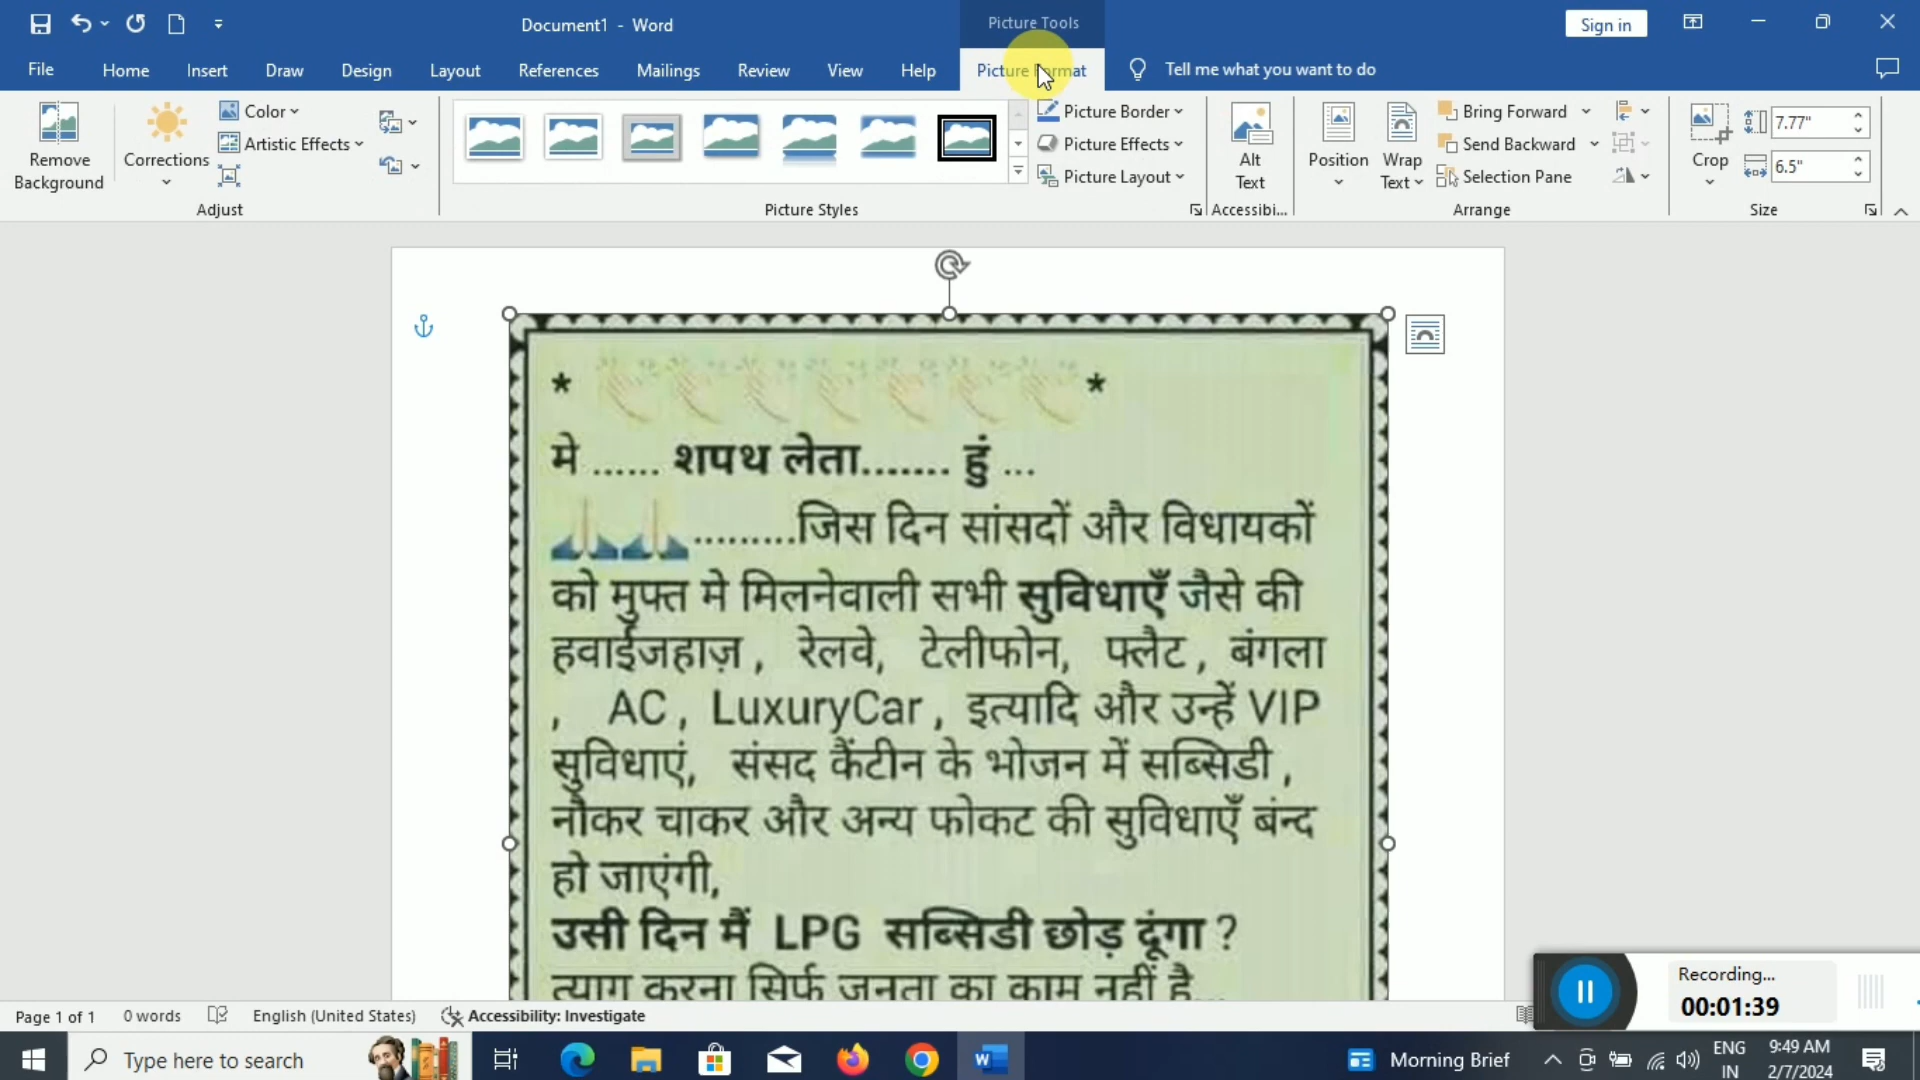 Document1 - Word
Picture Tools
Sign in
File Home Insert Draw Design Layout References Mailings Review View Help Picture Format Tell me what you want to do
Remove Background
Corrections
Color
Artistic Effects
Adjust
Picture Styles
Picture Border
Picture Effects
Picture Layout
Alt Text
Accessibi...
Position
Wrap Text
Bring Forward
Send Backward
Selection Pane
Arrange
Crop
7.77"
6.5"
Size
* *
मे ...... शपथ लेता....... हुं ...
.........जिस दिन सांसदों और विधायकों
को मुफ्त मे मिलनेवाली सभी सुविधाएँ जैसे की
हवाईजहाज़ , रेलवे, टेलीफोन, फ्लैट , बंगला
, AC , LuxuryCar , इत्यादि और उन्हें VIP
सुविधाएं, संसद कैंटीन के भोजन में सब्सिडी ,
नौकर चाकर और अन्य फोकट की सुविधाएँ बंन्द
हो जाएंगी,
उसी दिन मैं LPG सब्सिडी छोड़ दूंगा ?
त्याग करना सिर्फ जनता का काम नहीं है...
Recording...
00:01:39
Page 1 of 1 0 words English (United States) Accessibility: Investigate
Type here to search
Morning Brief
ENG
IN
9:49 AM
2/7/2024